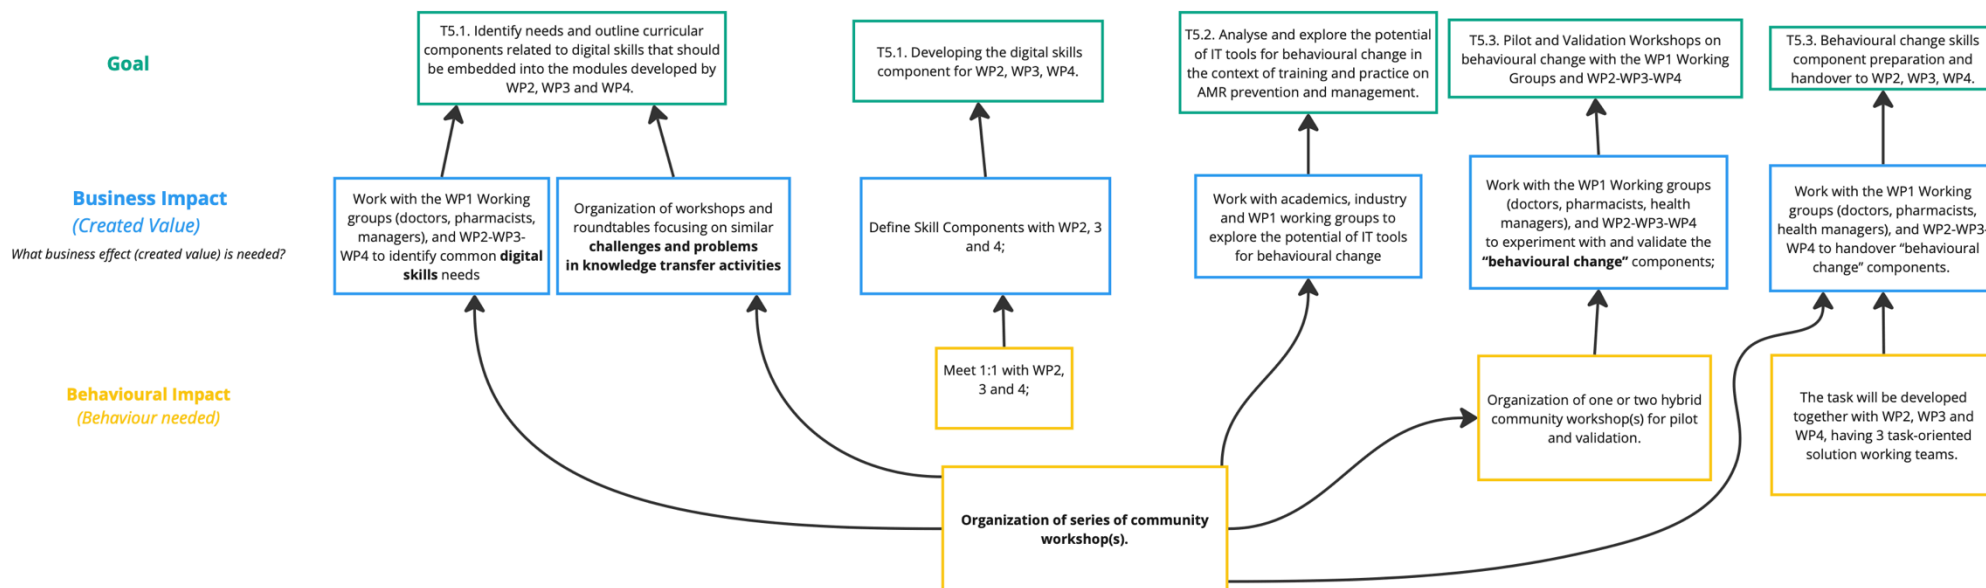 Goal
T5.1. Identify needs and outline curricular
components related to digital skills that should
be embedded into the modules developed by
WP2, WP3 and WP4.
T5.1. Developing the digital skills
component for WP2, WP3, WP4.
T5.2. Analyse and explore the potential
of IT tools for behavioural change in
the context of training and practice on
AMR prevention and management.
T5.3. Pilot and Validation Workshops on
behavioural change with the WP1 Working
Groups and WP2-WP3-WP4
T5.3. Behavioural change skills
component preparation and
handover to WP2, WP3, WP4.
Business Impact
(Created Value)
What business effect (created value) is needed?
Work with the WP1 Working
groups (doctors, pharmacists,
managers), and WP2-WP3-
WP4 to identify common digital
skills needs
Organization of workshops and
roundtables focusing on similar
challenges and problems
in knowledge transfer activities
Define Skill Components with WP2, 3
and 4;
Work with academics, industry
and WP1 working groups to
explore the potential of IT tools
for behavioural change
Work with the WP1 Working groups
(doctors, pharmacists, health
managers), and WP2-WP3-WP4
to experiment with and validate the
“behavioural change” components;
Work with the WP1 Working
groups (doctors, pharmacists,
health managers), and WP2-WP3-
WP4 to handover “behavioural
change” components.
Behavioural Impact
(Behaviour needed)
Meet 1:1 with WP2,
3 and 4;
Organization of one or two hybrid
community workshop(s) for pilot
and validation.
The task will be developed
together with WP2, WP3 and
WP4, having 3 task-oriented
solution working teams.
Organization of series of community
workshop(s).